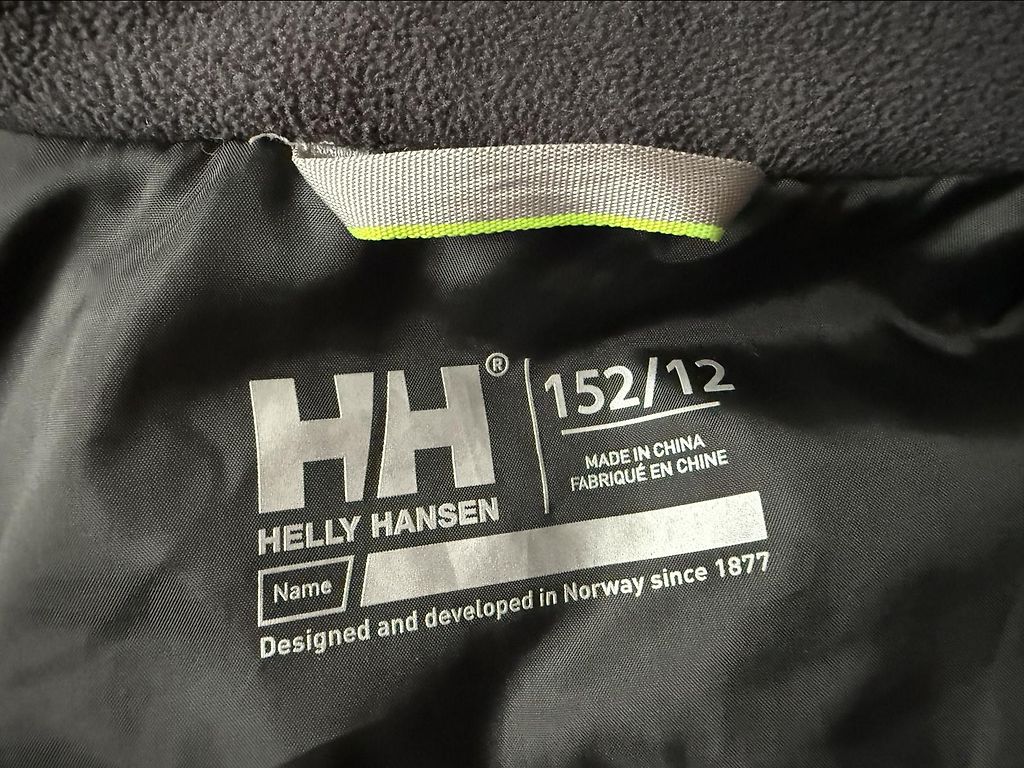 HH®
HELLY HANSEN
152/12
MADE IN CHINA
FABRIQUÉ EN CHINE
Name
Designed and developed in Norway since 1877